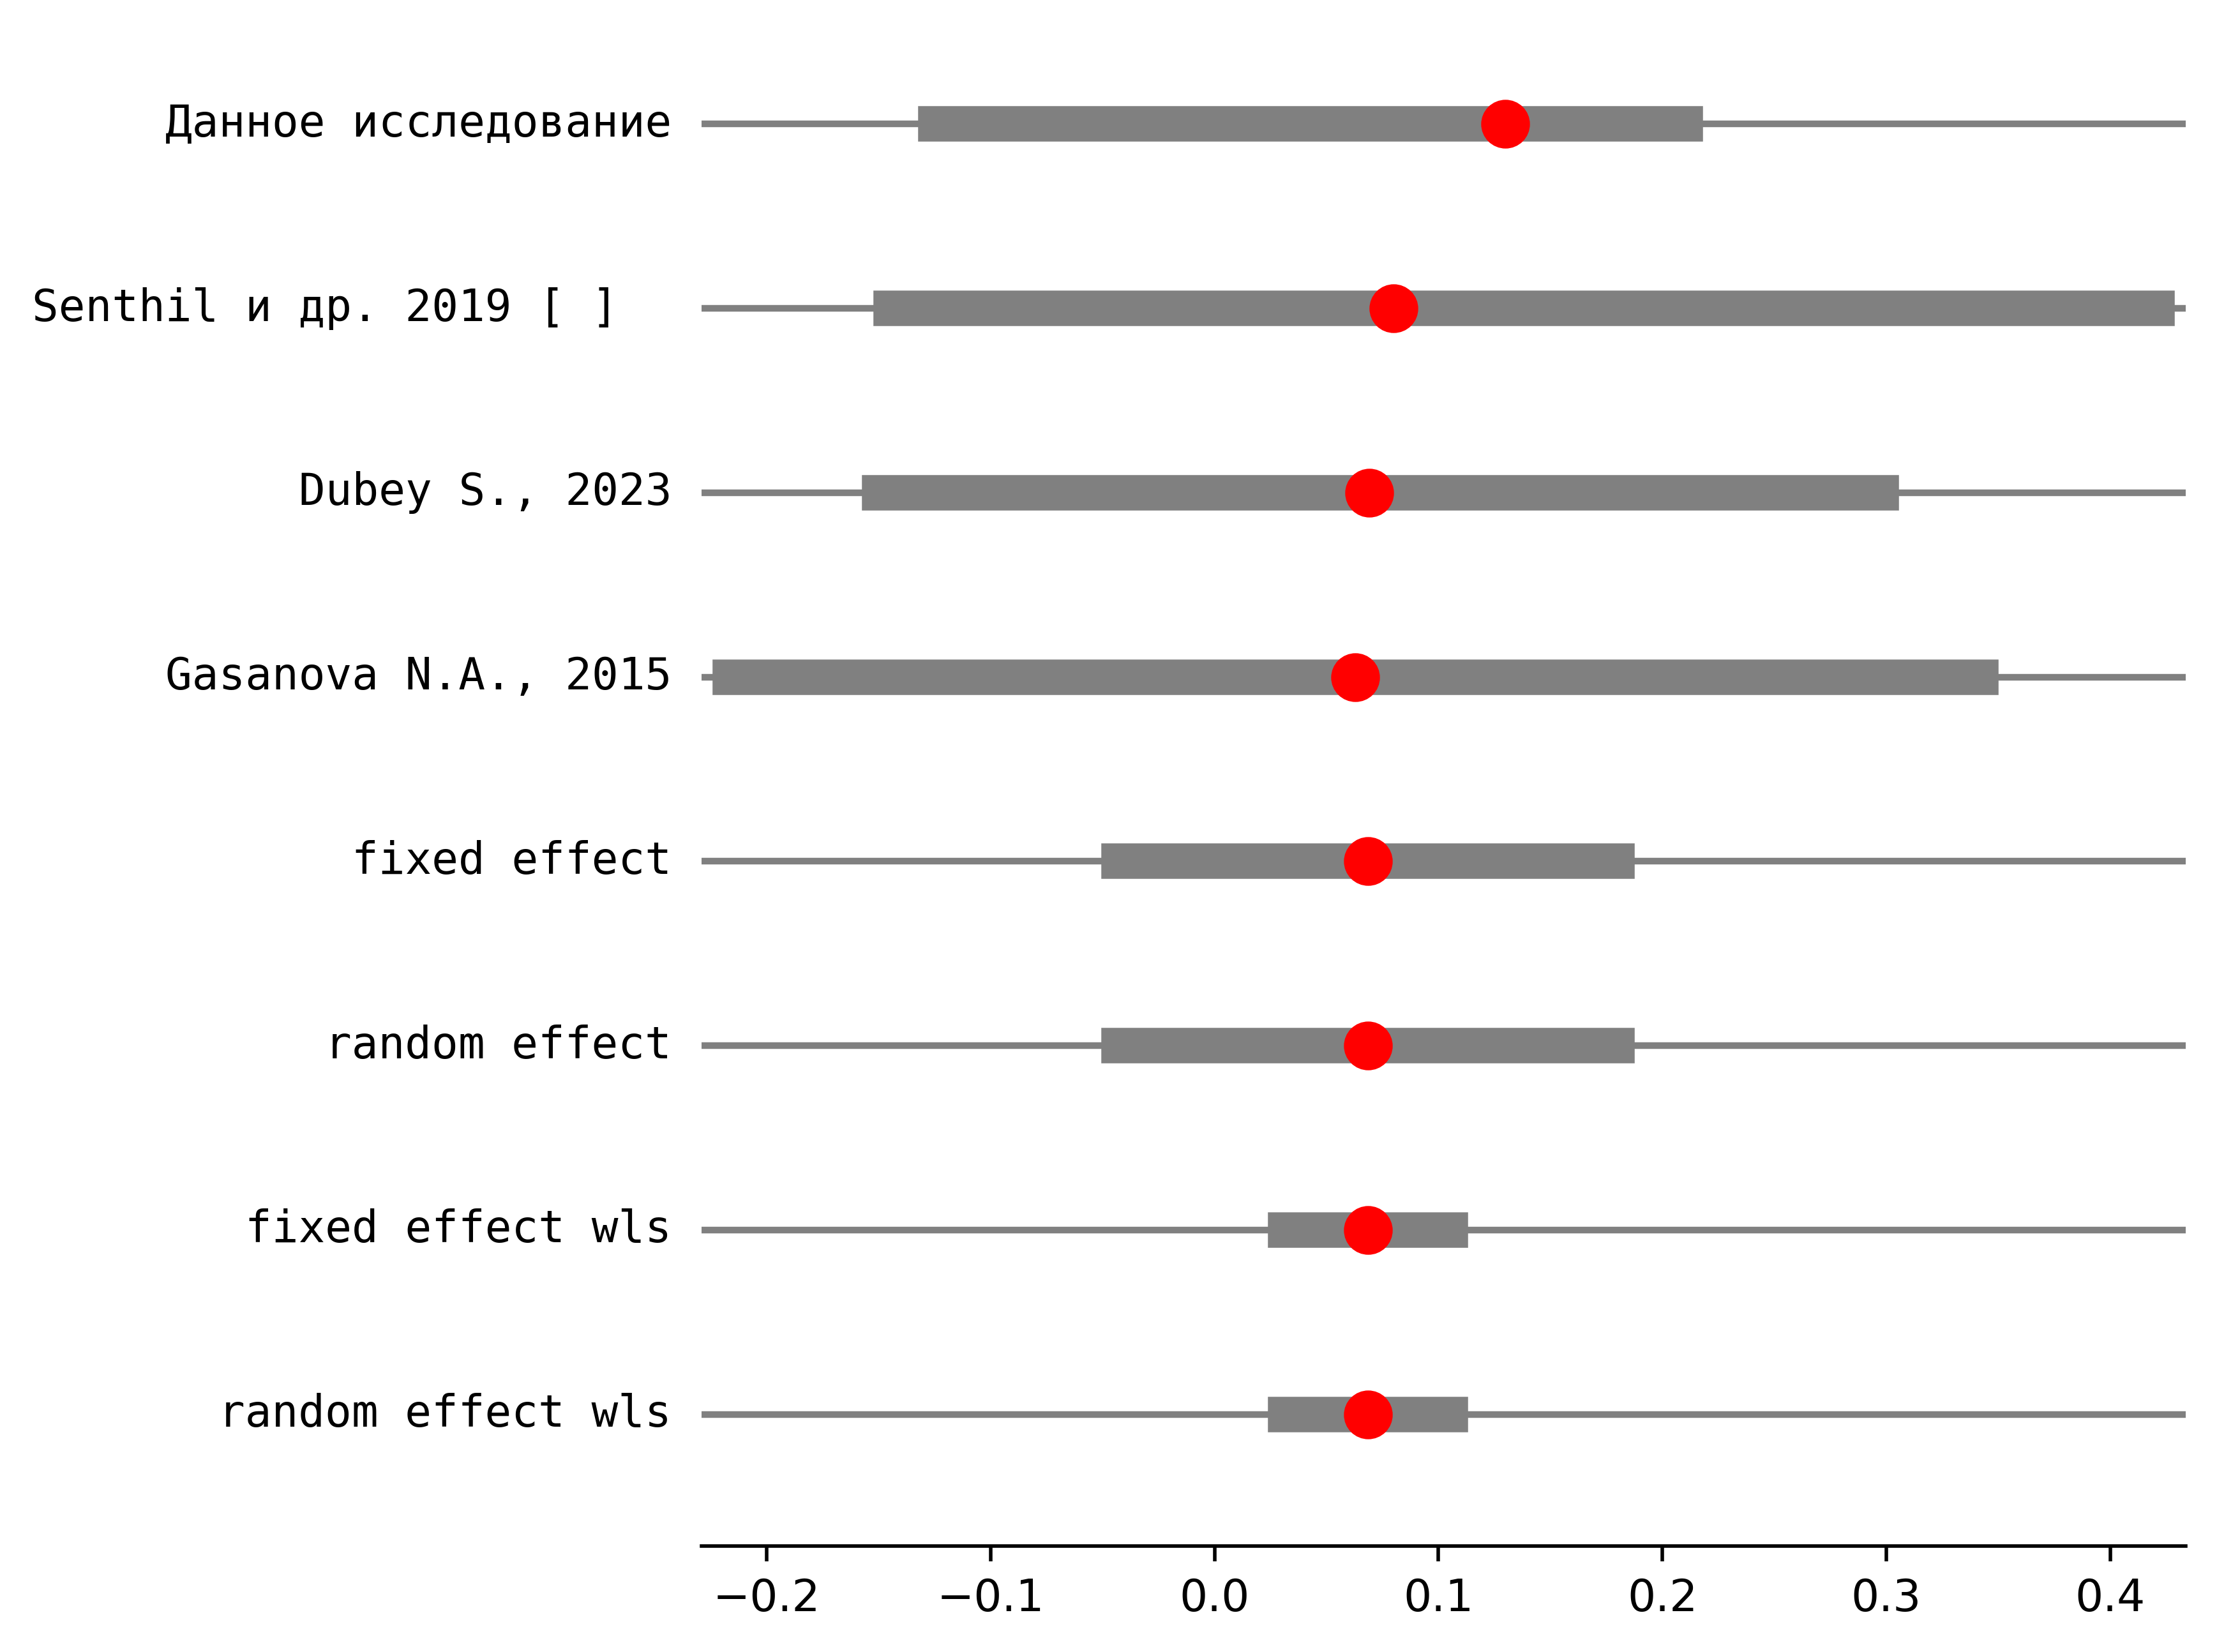 Данное исследование
Senthil и др. 2019 [ ]
Dubey S., 2023
Gasanova N.A., 2015
fixed effect
random effect
fixed effect wls
random effect wls
−0.2 −0.1 0.0 0.1 0.2 0.3 0.4